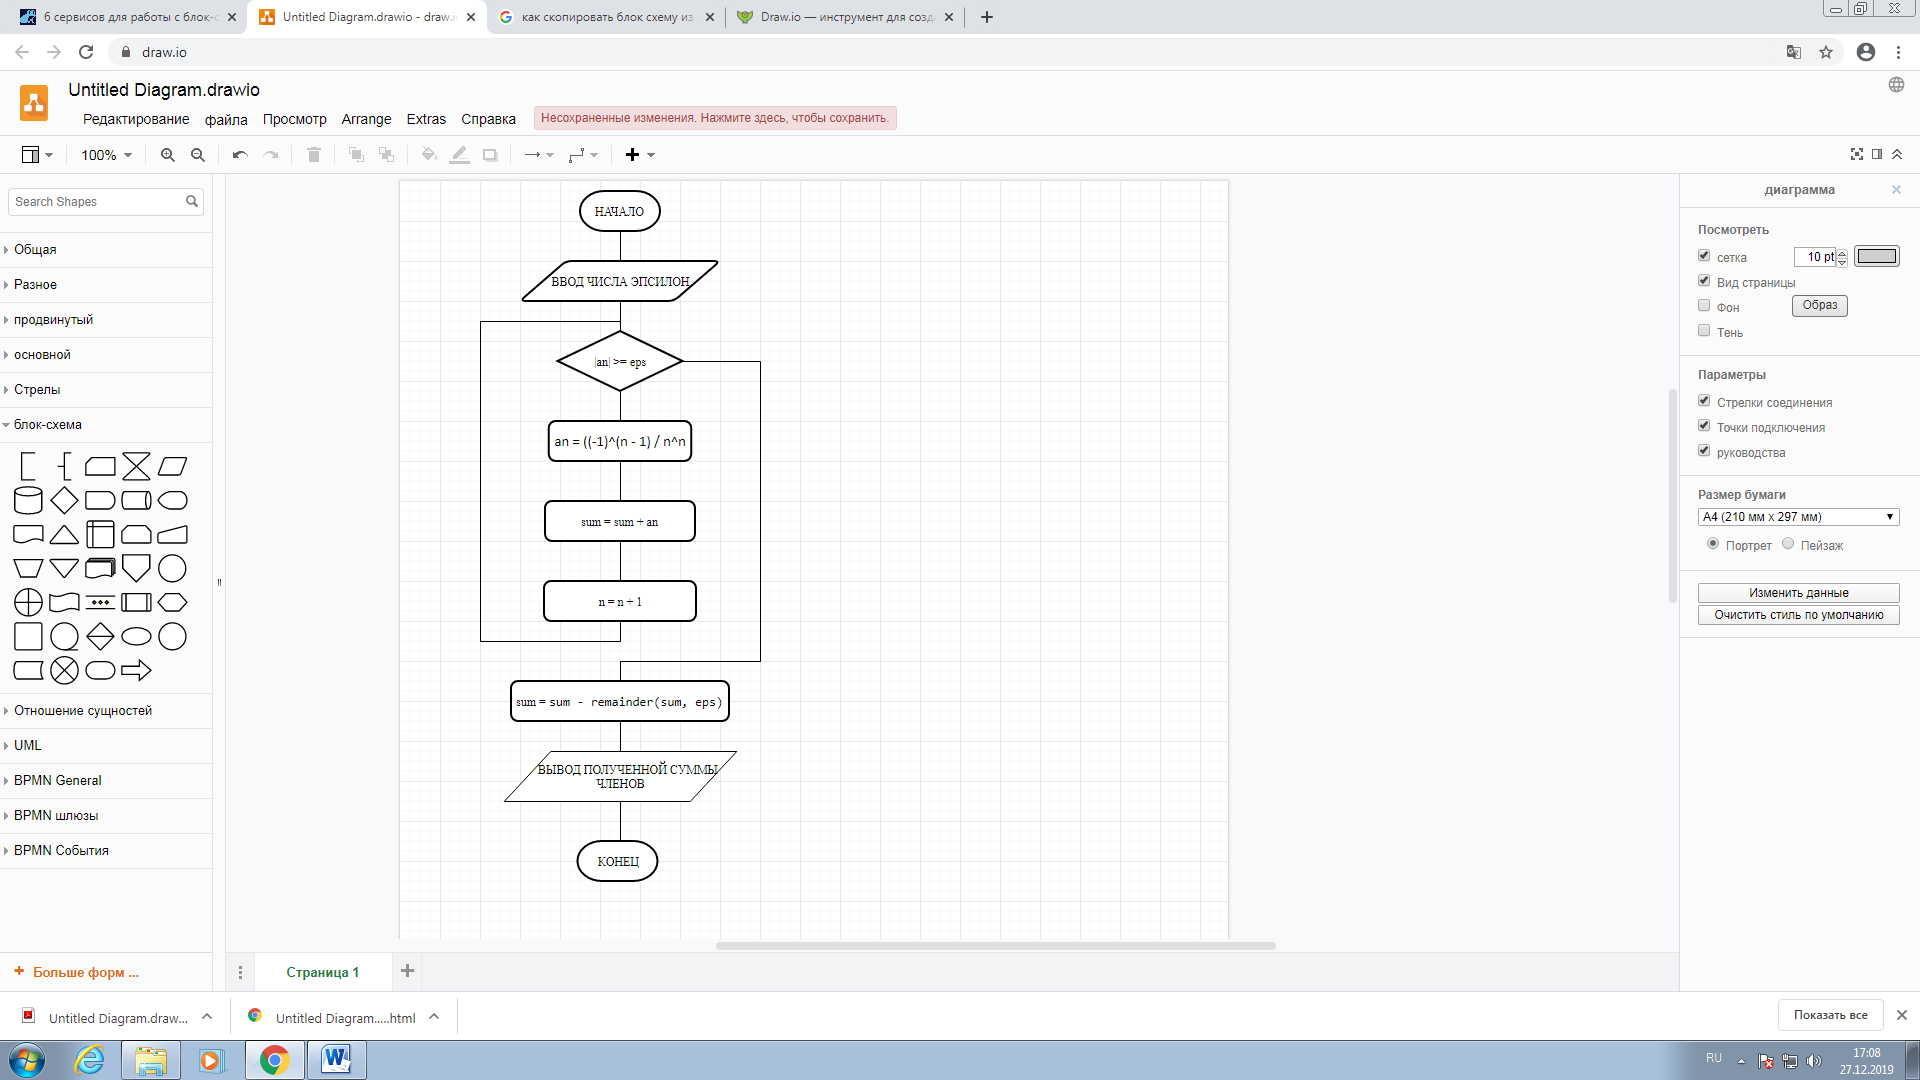 6 сервисов для работы с блок-с
Untitled Diagram.drawio - draw.i
как скопировать блок схему из
Draw.io — инструмент для созд
draw.io
Untitled Diagram.drawio
Редактирование файла Просмотр Arrange Extras Справка
Несохраненные изменения. Нажмите здесь, чтобы сохранить.
100%
Search Shapes
Общая
Разное
продвинутый
основной
Стрелы
блок-схема
Отношение сущностей
UML
BPMN General
BPMN шлюзы
BPMN События
Больше форм ...
НАЧАЛО
ВВОД ЧИСЛА ЭПСИЛОН
|an| >= eps
an = ((-1)^(n - 1) / n^n
sum = sum + an
n = n + 1
sum = sum - remainder(sum, eps)
ВЫВОД ПОЛУЧЕННОЙ СУММЫ
ЧЛЕНОВ
КОНЕЦ
Страница 1
диаграмма
Посмотреть
сетка 10 pt
Вид страницы
Фон Образ
Тень
Параметры
Стрелки соединения
Точки подключения
руководства
Размер бумаги
A4 (210 мм x 297 мм)
Портрет Пейзаж
Изменить данные
Очистить стиль по умолчанию
Untitled Diagram.draw...
Untitled Diagram.....html
Показать все
RU
17:08
27.12.2019